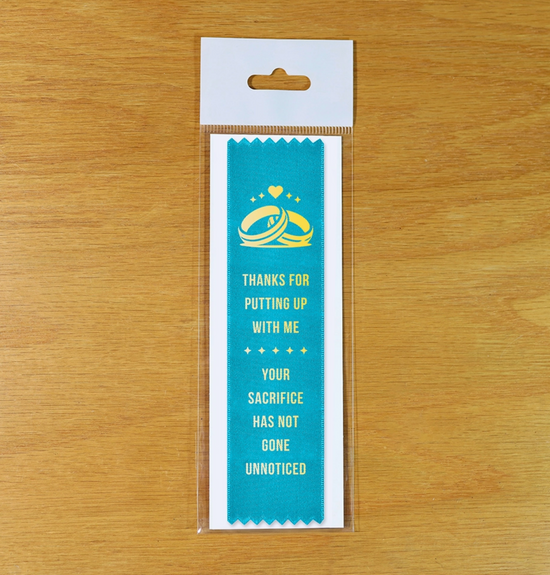 THANKS FOR
PUTTING UP
WITH ME
YOUR
SACRIFICE
HAS NOT
GONE
UNNOTICED